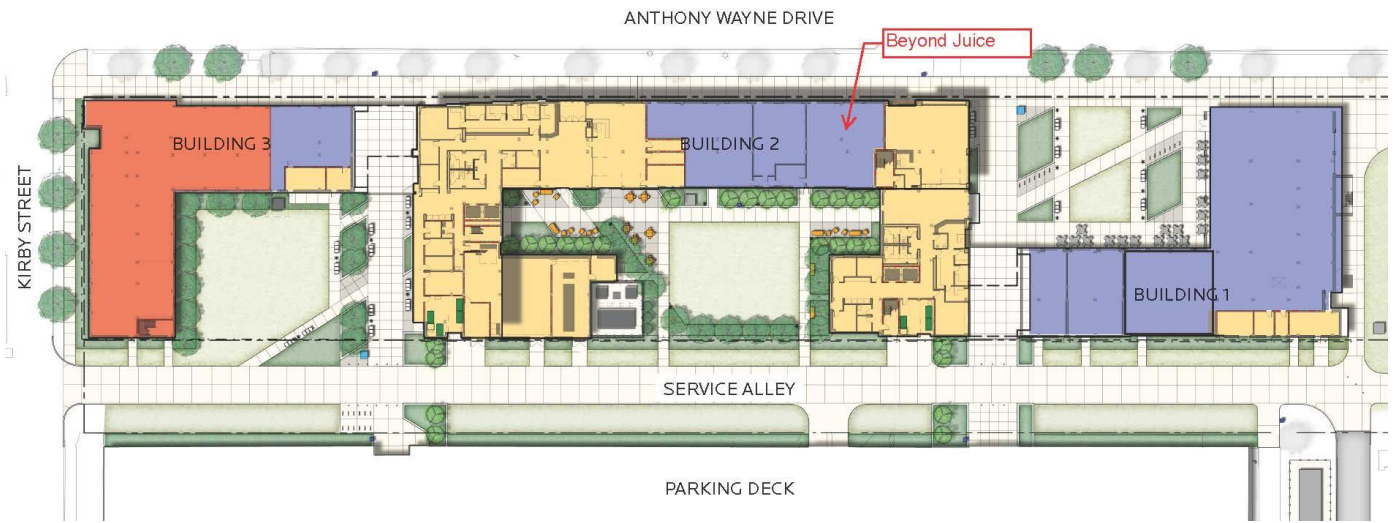 ANTHONY WAYNE DRIVE
Beyond Juice
BUILDING 3
BUILDING 2
KIRBY STREET
BUILDING 1
SERVICE ALLEY
PARKING DECK